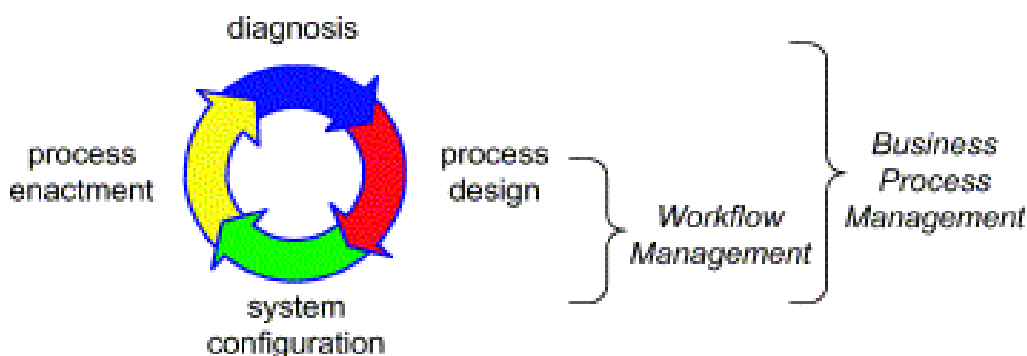 diagnosis
process
enactment
process
design
system
configuration
Workflow
Management
Business
Process
Management